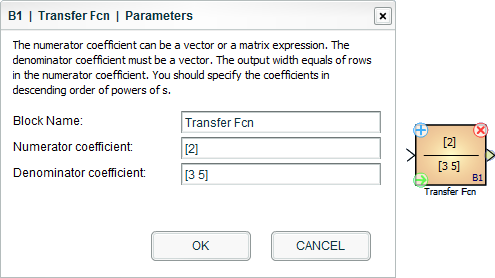 B1 | Transfer Fcn | Parameters
The numerator coefficient can be a vector or a matrix expression. The
denominator coefficient must be a vector. The output width equals of rows
in the numerator coefficient. You should specify the coefficients in
descending order of powers of s.
Block Name:
Transfer Fcn
Numerator coefficient:
[2]
Denominator coefficient:
[3 5]
OK
CANCEL
[2]
[3 5]
B1
Transfer Fcn